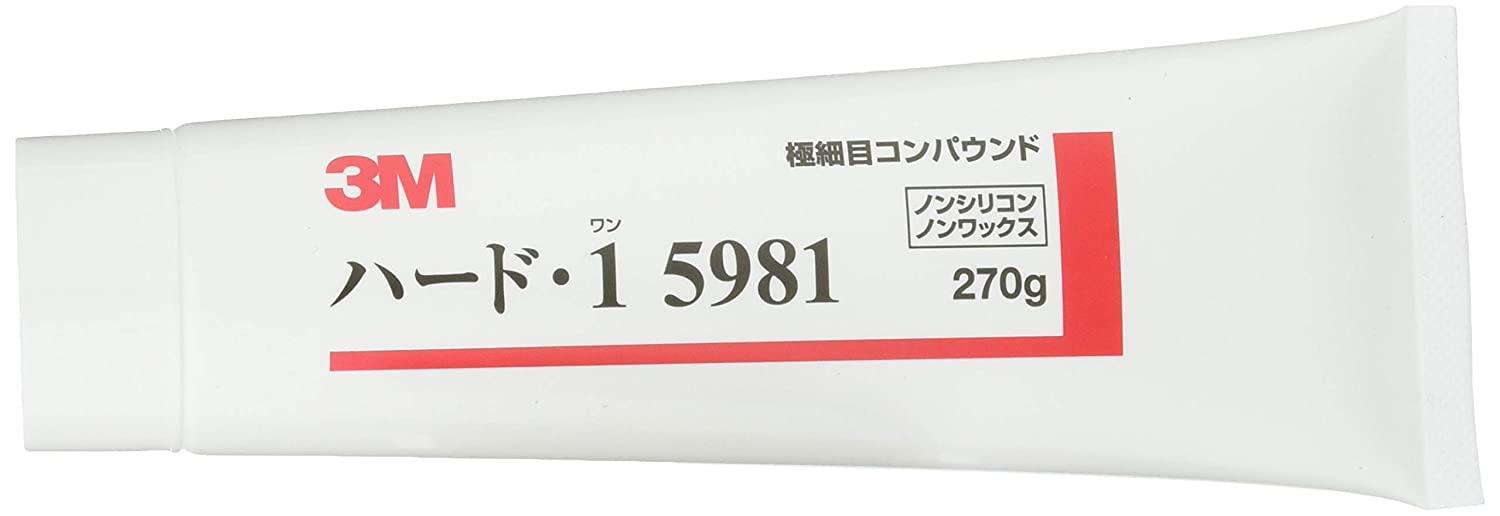 3M
極細目コンパウンド
ノンシリコン
ノンワックス
ワン
ハード・1 5981
270g